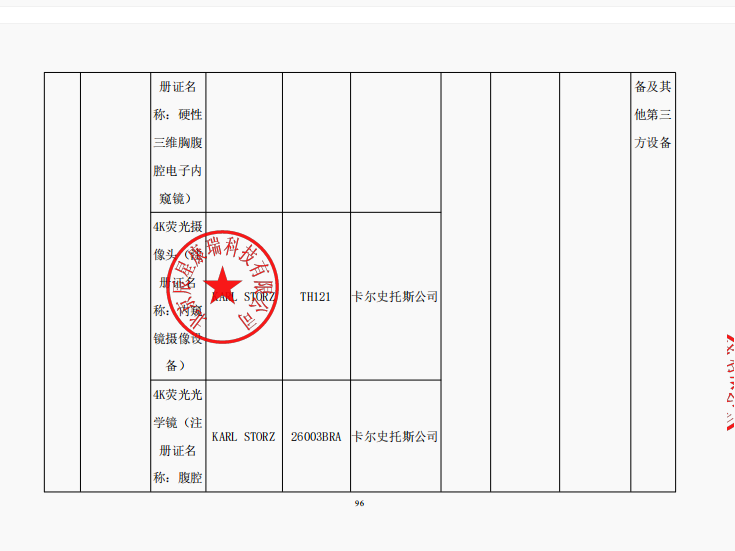 册证名
称：硬性
三维胸腹
腔电子内
窥镜）
备及其
他第三
方设备
4K荧光摄
像头（注
册证名
称：内窥
镜摄像设
备）
KARL STORZ
TH121
卡尔史托斯公司
4K荧光光
学镜（注
册证名
称：腹腔
KARL STORZ
26003BRA
卡尔史托斯公司
96